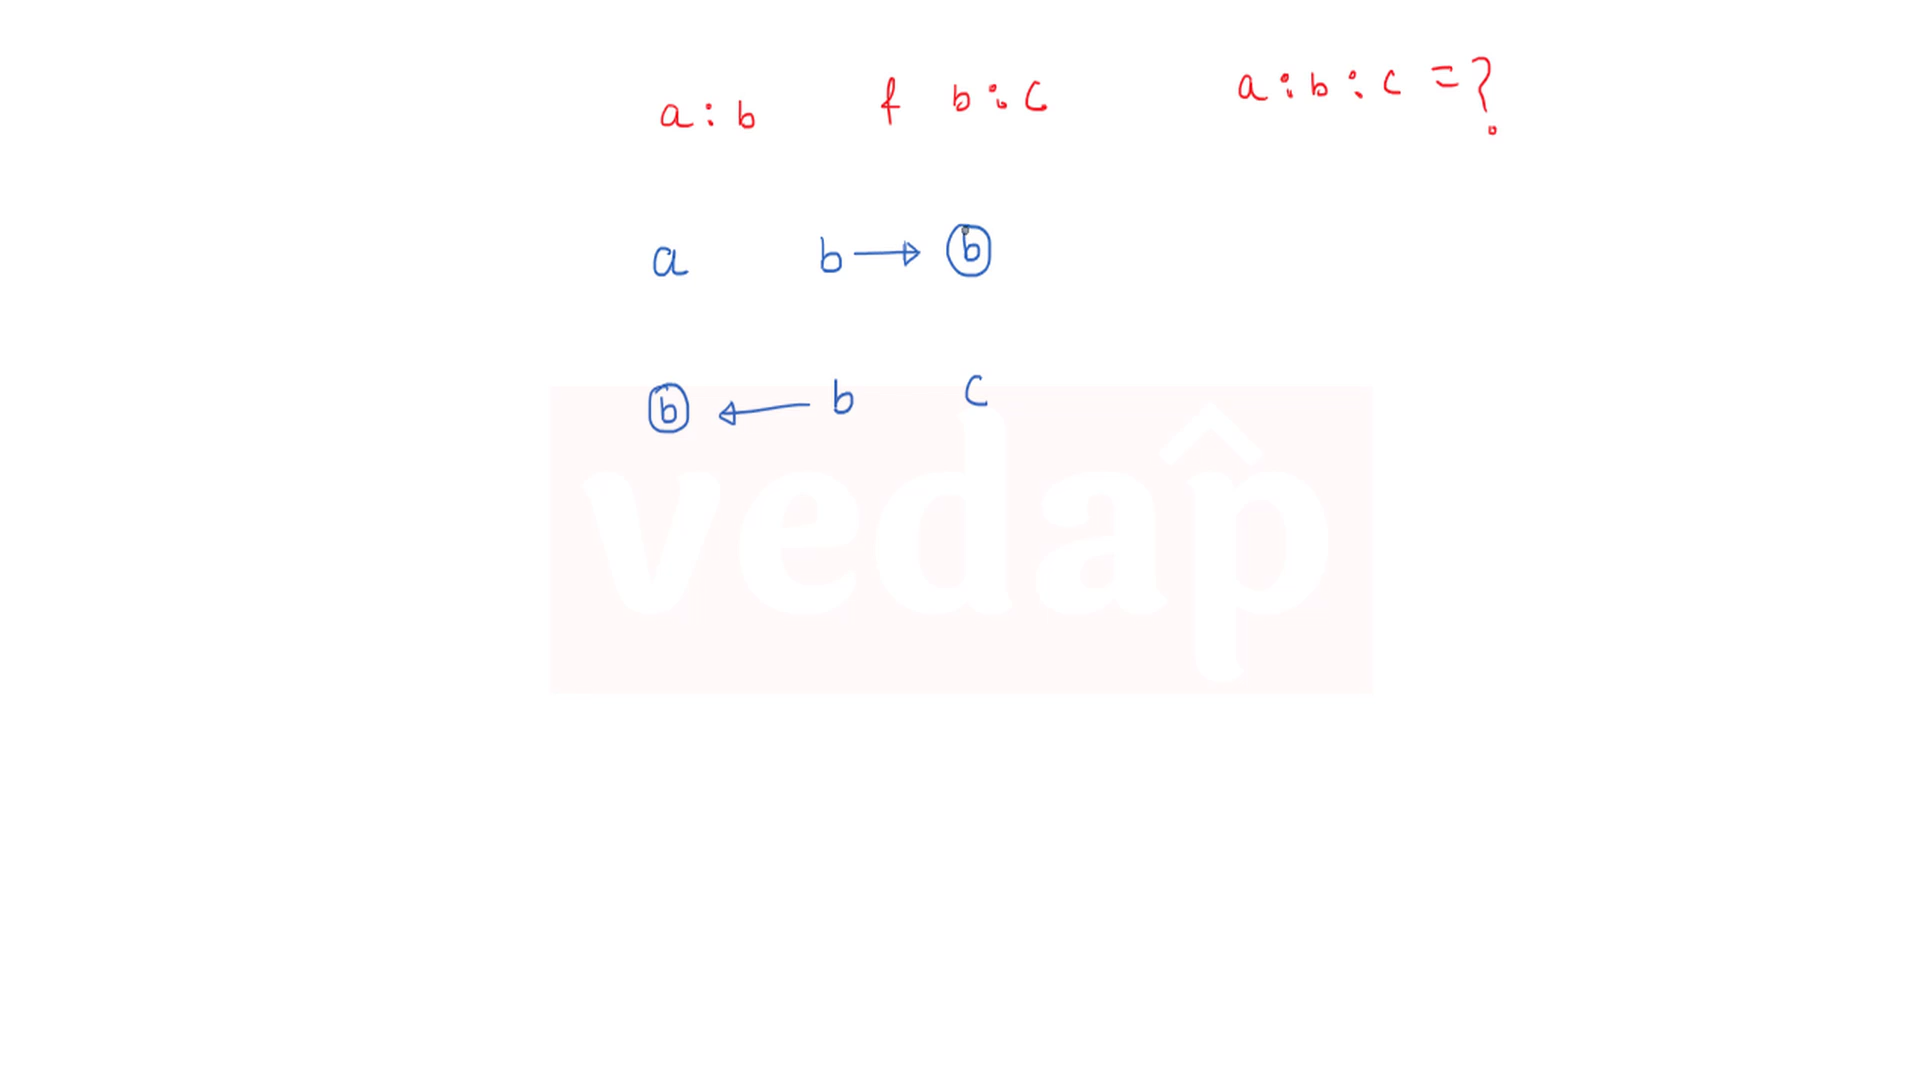 a : b & b : c a : b : c = ?
a b → b
b ← b c
vedap̂